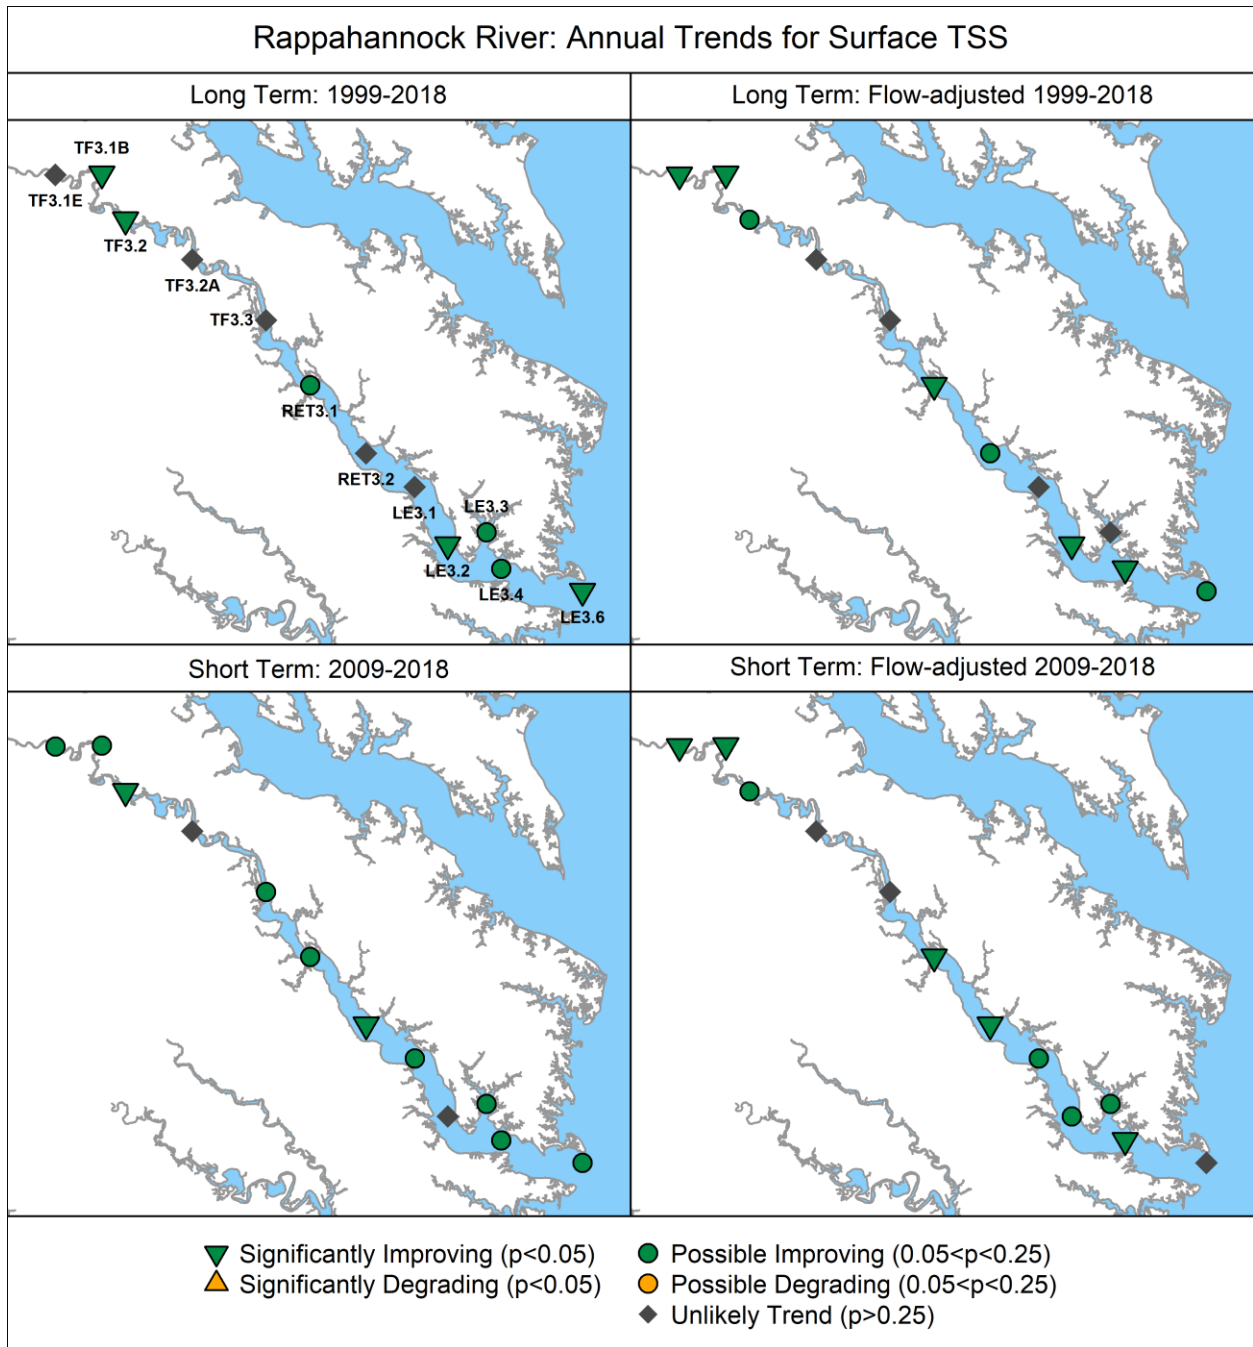 Rappahannock River: Annual Trends for Surface TSS
Long Term: 1999-2018
Long Term: Flow-adjusted 1999-2018
TF3.1B
TF3.1E
TF3.2
TF3.2A
TF3.3
RET3.1
RET3.2
LE3.1
LE3.3
LE3.2
LE3.4
LE3.6
Short Term: 2009-2018
Short Term: Flow-adjusted 2009-2018
Significantly Improving (p<0.05)
Possible Improving (0.05<p<0.25)
Significantly Degrading (p<0.05)
Possible Degrading (0.05<p<0.25)
Unlikely Trend (p>0.25)